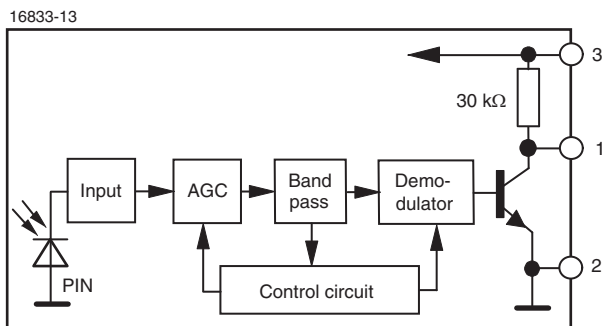 16833-13
3
30 kΩ
1
Input
AGC
Band
pass
Demo-
dulator
PIN
Control circuit
2